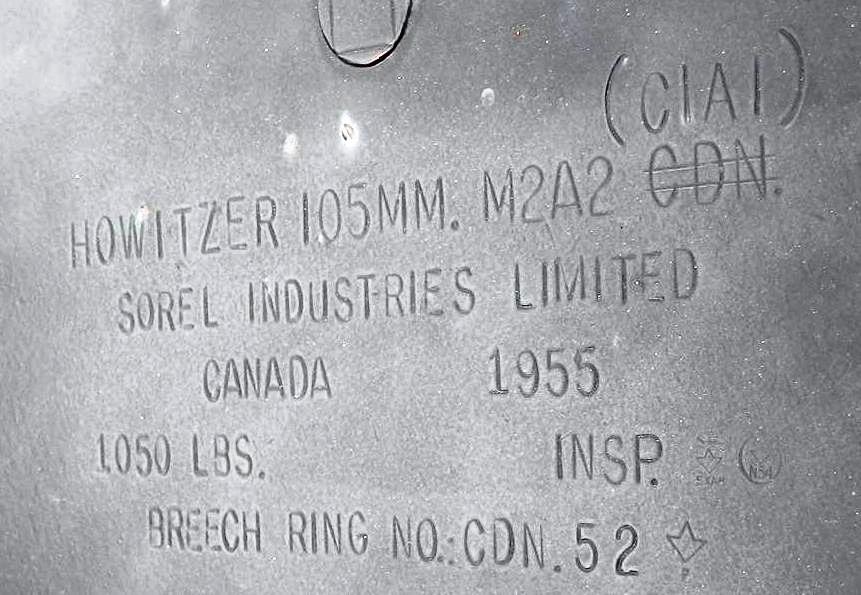 (C1A1)
HOWITZER 105MM. M2A2 CDN.
SOREL INDUSTRIES LIMITED
CANADA 1955
1050 LBS. INSP.
BREECH RING NO.:CDN.52